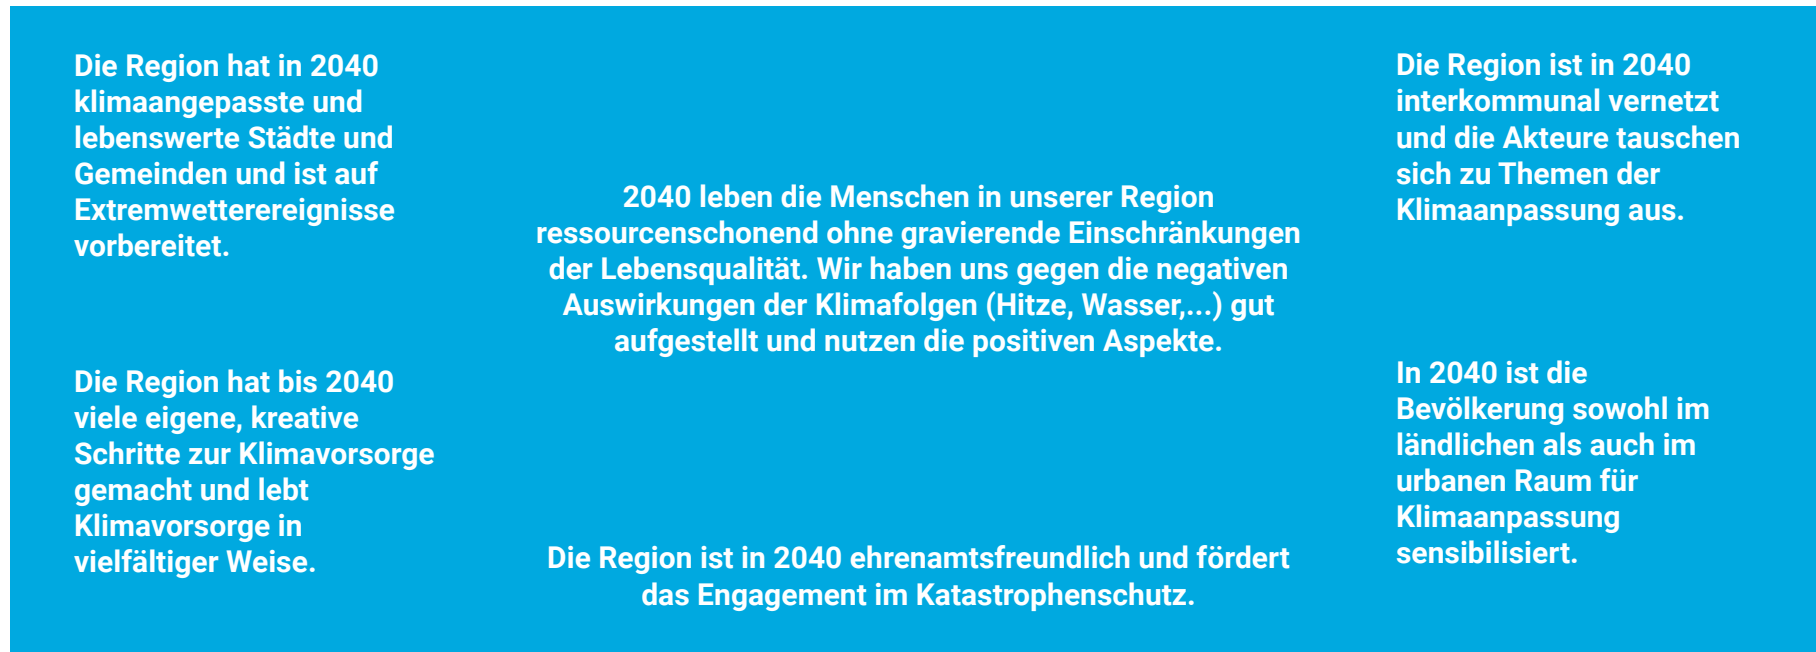 Die Region hat in 2040
klimaangepasste und
lebenswerte Städte und
Gemeinden und ist auf
Extremwetterereignisse
vorbereitet.
Die Region hat bis 2040
viele eigene, kreative
Schritte zur Klimavorsorge
gemacht und lebt
Klimavorsorge in
vielfältiger Weise.
2040 leben die Menschen in unserer Region
ressourcenschonend ohne gravierende Einschränkungen
der Lebensqualität. Wir haben uns gegen die negativen
Auswirkungen der Klimafolgen (Hitze, Wasser,...) gut
aufgestellt und nutzen die positiven Aspekte.
Die Region ist in 2040 ehrenamtsfreundlich und fördert
das Engagement im Katastrophenschutz.
Die Region ist in 2040
interkommunal vernetzt
und die Akteure tauschen
sich zu Themen der
Klimaanpassung aus.
In 2040 ist die
Bevölkerung sowohl im
ländlichen als auch im
urbanen Raum für
Klimaanpassung
sensibilisiert.